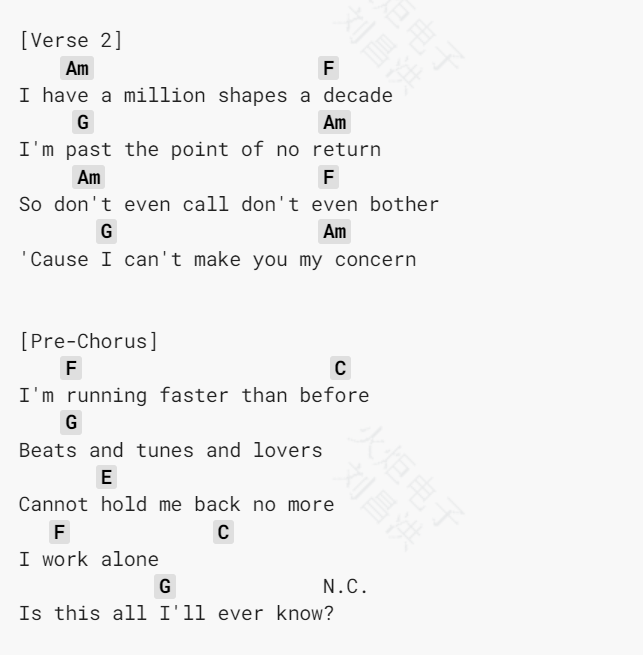 [Verse 2]
    Am                    F
I have a million shapes a decade
     G                    Am
I'm past the point of no return
     Am                   F
So don't even call don't even bother
       G                  Am
'Cause I can't make you my concern
[Pre-Chorus]
    F                      C
I'm running faster than before
    G
Beats and tunes and lovers
       E
Cannot hold me back no more
   F             C
I work alone
            G             N.C.
Is this all I'll ever know?
火炬电子
刘昌洪
火炬电子
刘昌洪